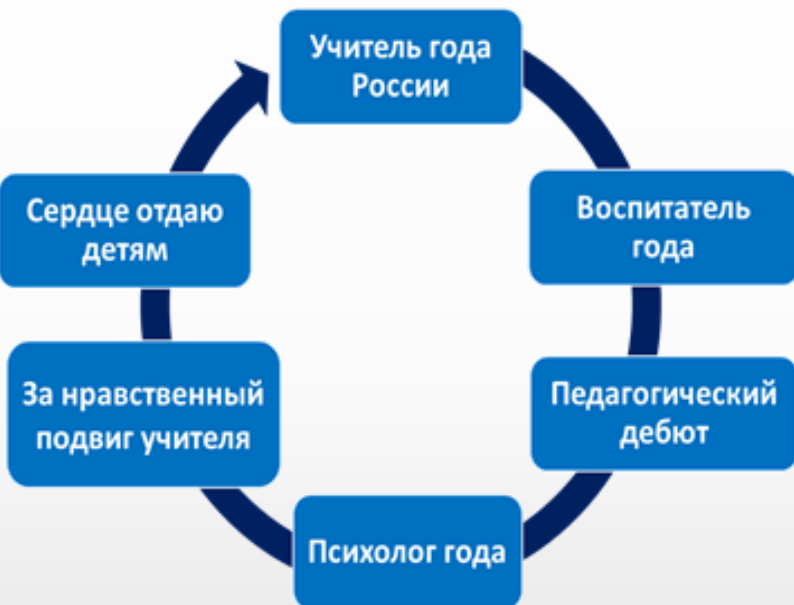 Учитель года
России
Воспитатель
года
Педагогический
дебют
Психолог года
За нравственный
подвиг учителя
Сердце отдаю
детям